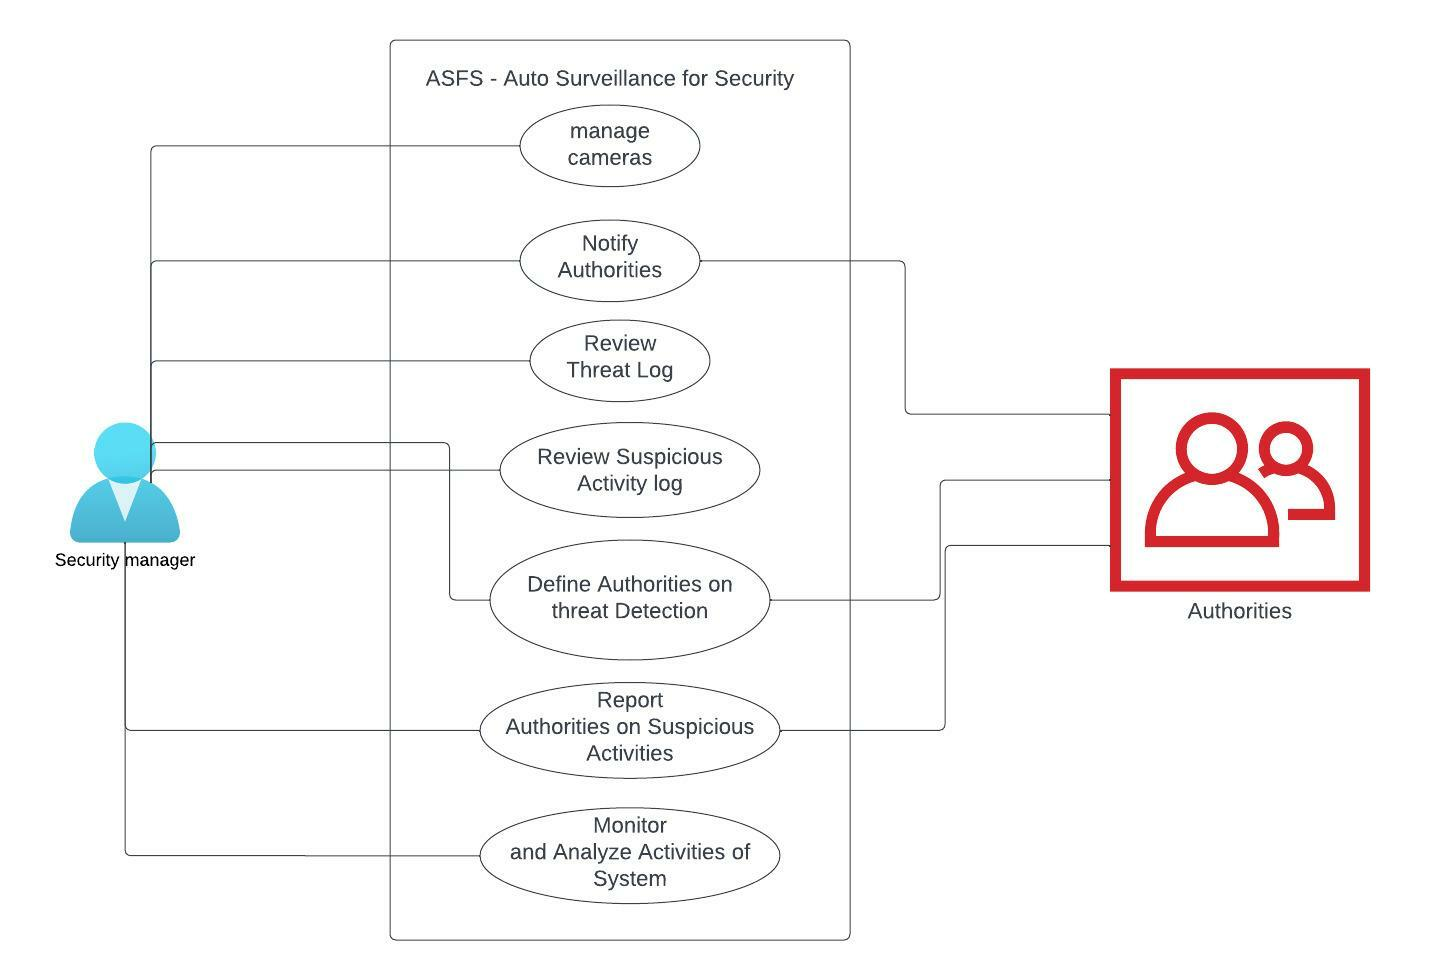 ASFS - Auto Surveillance for Security
manage
cameras
Notify
Authorities
Review
Threat Log
Review Suspicious
Activity log
Security manager
Define Authorities on
threat Detection
Authorities
Report
Authorities on Suspicious
Activities
Monitor
and Analyze Activities of
System